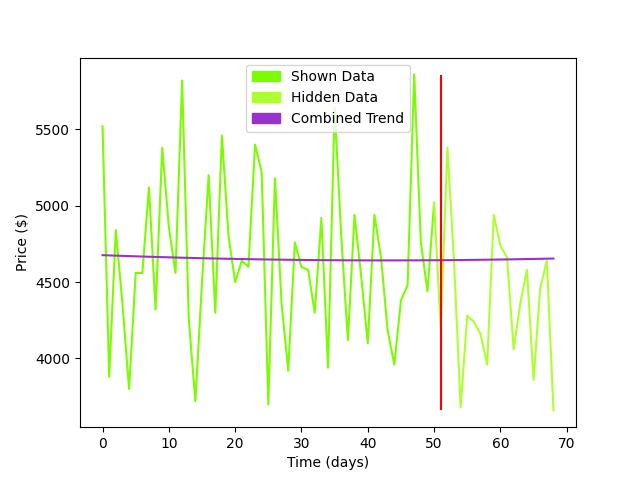 Shown Data
Hidden Data
Combined Trend
5500
5000
4500
4000
Price ($)
0 10 20 30 40 50 60 70
Time (days)